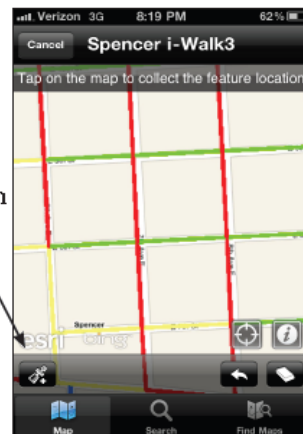 Verizon 3G 8:19 PM 62%
Cancel Spencer i-Walk3
Tap on the map to collect the feature location
Spencer
esri bing
Map Search Find Maps